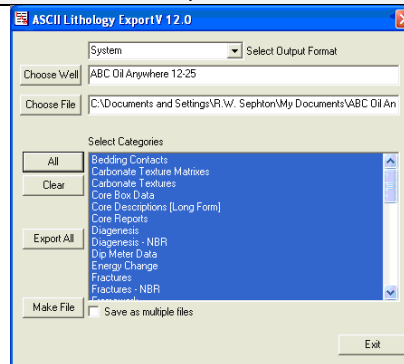 ASCII Lithology ExportV 12.0
System
Select Output Format
Choose Well
ABC Oil Anywhere 12-25
Choose File
C:\Documents and Settings\R.W. Sephton\My Documents\ABC Oil An
Select Categories
All
Clear
Export All
Make File
Bedding Contacts
Carbonate Texture Matrixes
Carbonate Textures
Core Box Data
Core Descriptions [Long Form]
Core Reports
Diagenesis
Diagenesis - NBR
Dip Meter Data
Energy Change
Fractures
Fractures - NBR
Framework
Save as multiple files
Exit